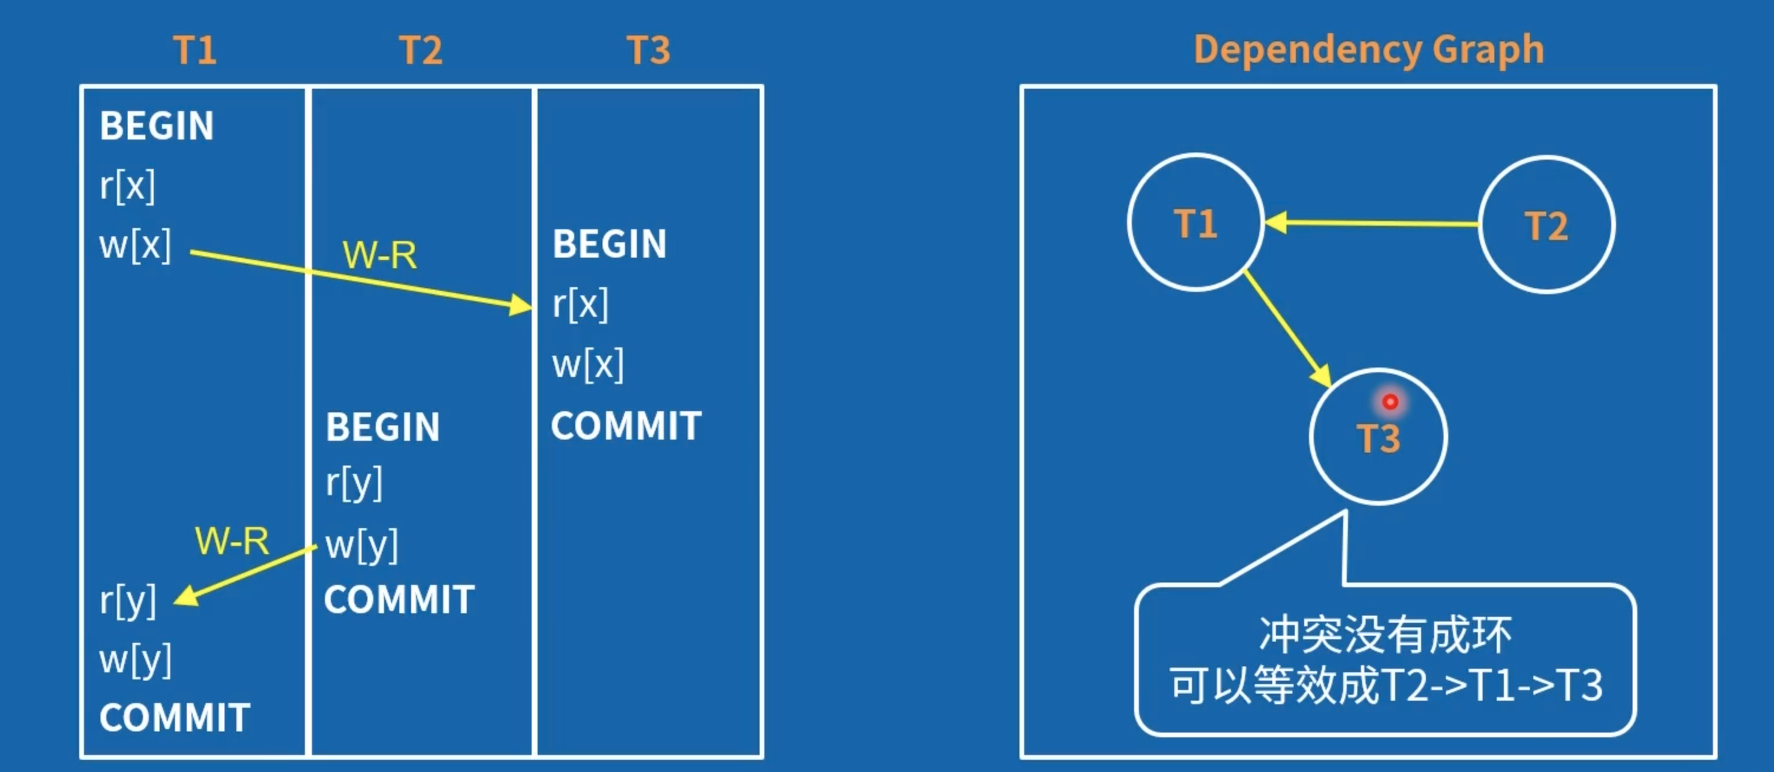 T1
T2
T3
BEGIN
r[x]
w[x]
r[y]
w[y]
COMMIT
W-R
W-R
BEGIN
r[y]
w[y]
COMMIT
BEGIN
r[x]
w[x]
COMMIT
Dependency Graph
T1
T2
T3
冲突没有成环
可以等效成T2->T1->T3